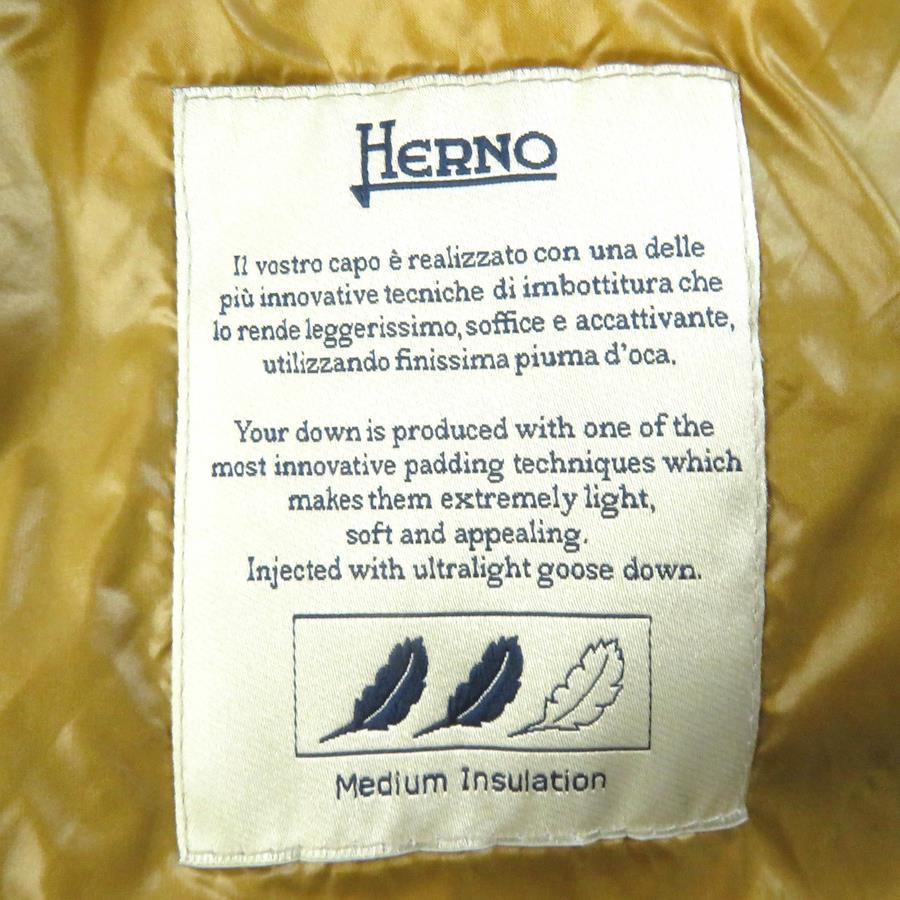 HERNO
Il vostro capo è realizzato con una delle
più innovative tecniche di imbottitura che
lo rende leggerissimo, soffice e accattivante,
utilizzando finissima piuma d'oca.
Your down is produced with one of the
most innovative padding techniques which
makes them extremely light,
soft and appealing.
Injected with ultralight goose down.
Medium Insulation